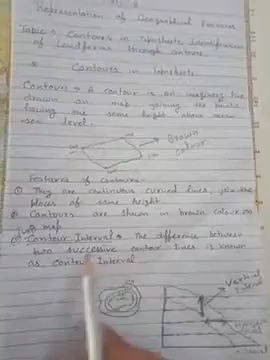 Representation of Geographical Features
Topic → Contours in Toposheets Identification
of Landforms through contours
* Contours in Toposheets
Contours → A contour is an imaginary line
drawn on map joining the points
having the same height above mean
sea level.
Brown
colour
Features of contours -
① They are continuous curved lines, join the
places of same height
② Contours are shown in brown colour on
map
③ Contour Interval → The difference between
two successive contour lines is known
as contour Interval
Vertical
Interval